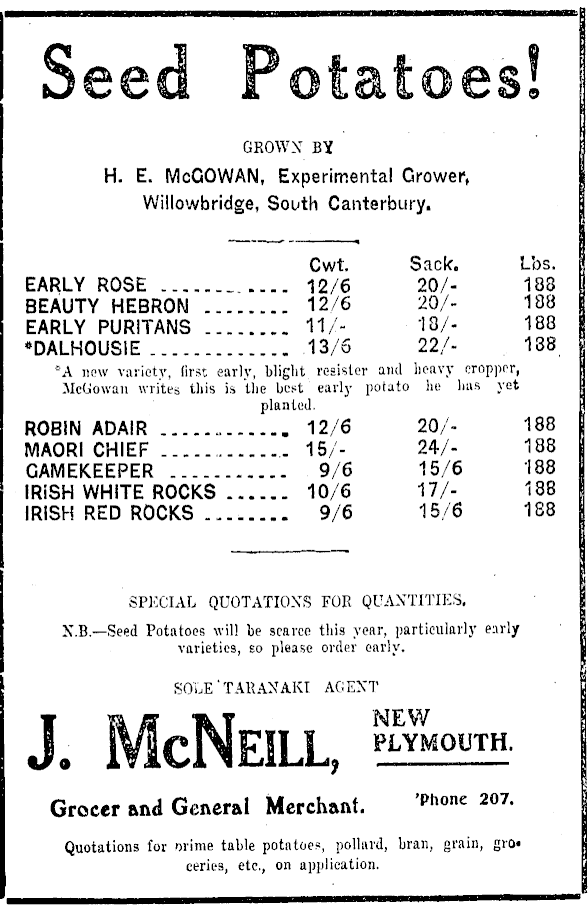 Seed Potatoes!
GROWN BY
H. E. McGOWAN, Experimental Grower,
Willowbridge, South Canterbury.
Cwt. Sack. Lbs.
EARLY ROSE ............ 12/6 20/- 188
BEAUTY HEBRON ........ 12/6 20/- 188
EARLY PURITANS ........ 11/- 18/- 188
*DALHOUSIE ............. 13/6 22/- 188
*A new variety, first early, blight resister and heavy cropper,
McGowan writes this is the best early potato he has yet
planted.
ROBIN ADAIR ............ 12/6 20/- 188
MAORI CHIEF ............ 15/- 24/- 188
GAMEKEEPER ........... 9/6 15/6 188
IRISH WHITE ROCKS ...... 10/6 17/- 188
IRISH RED ROCKS ........ 9/6 15/6 188
SPECIAL QUOTATIONS FOR QUANTITIES.
N.B.—Seed Potatoes will be scarce this year, particularly early
varieties, so please order early.
SOLE TARANAKI AGENT
J. McNEILL, NEW
PLYMOUTH.
Grocer and General Merchant. 'Phone 207.
Quotations for prime table potatoes, pollard, bran, grain, gro-
ceries, etc., on application.